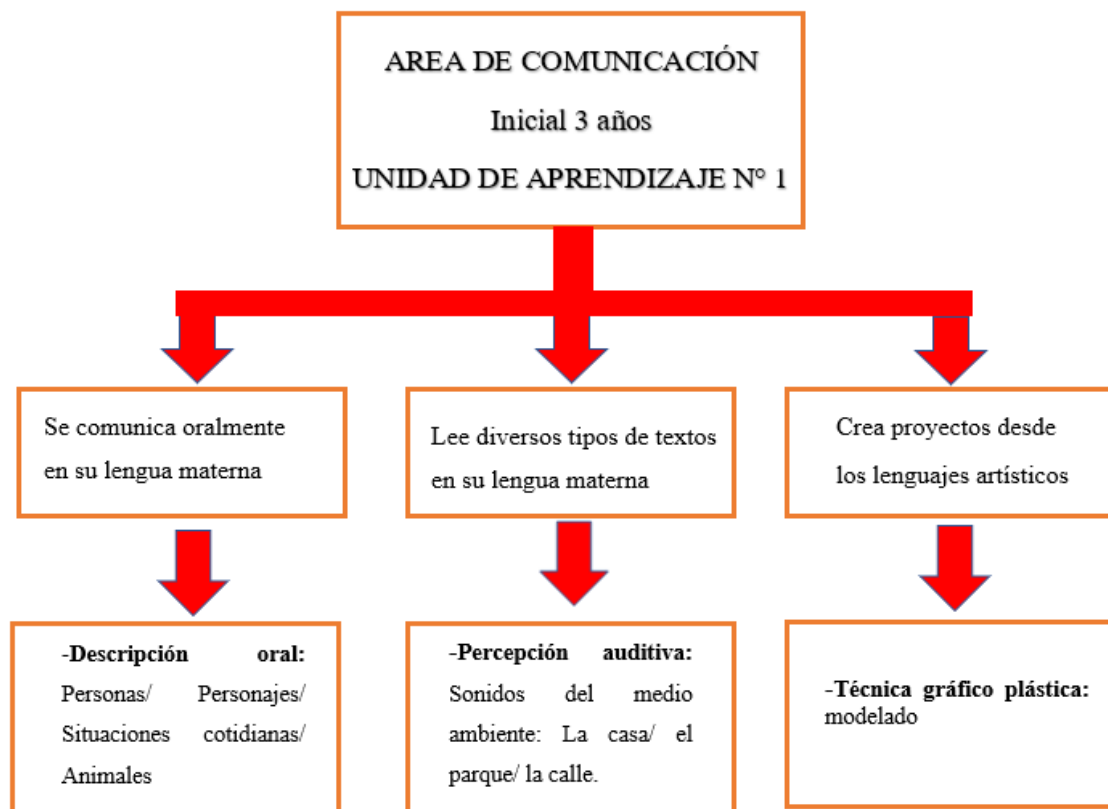 AREA DE COMUNICACIÓN
Inicial 3 años
UNIDAD DE APRENDIZAJE N° 1
Se comunica oralmente
en su lengua materna
Lee diversos tipos de textos
en su lengua materna
Crea proyectos desde
los lenguajes artísticos
-Descripción oral:
Personas/ Personajes/
Situaciones cotidianas/
Animales
-Percepción auditiva:
Sonidos del medio
ambiente: La casa/ el
parque/ la calle.
-Técnica gráfico plástica:
modelado